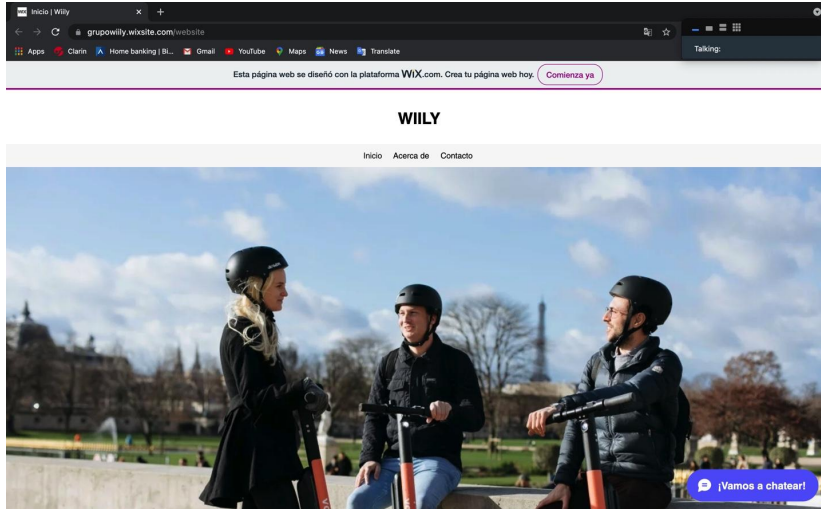 WiX Inicio | Wiily
grupowiily.wixsite.com/website
Apps Clarin Home banking | Bi... Gmail YouTube Maps News Translate
Talking:
Esta página web se diseñó con la plataforma WiX.com. Crea tu página web hoy. Comienza ya
WIILY
Inicio Acerca de Contacto
¡Vamos a chatear!